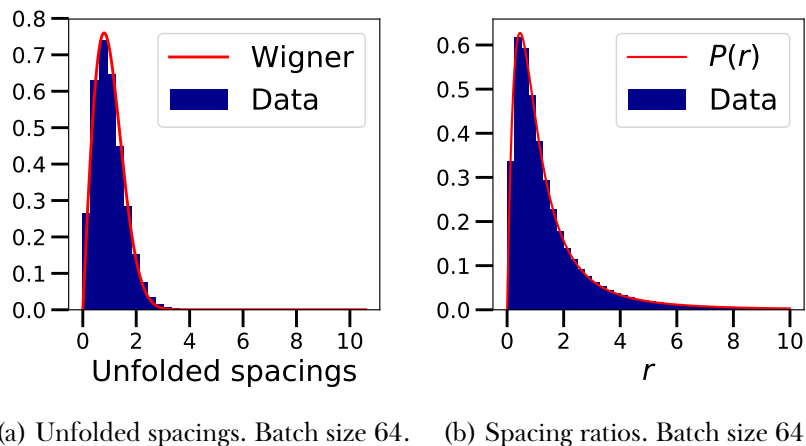 0.8
0.7
0.6
0.5
0.4
0.3
0.2
0.1
0.0
Wigner
Data
0 2 4 6 8 10
Unfolded spacings
0.6
0.5
0.4
0.3
0.2
0.1
0.0
P(r)
Data
0 2 4 6 8 10
r
a) Unfolded spacings. Batch size 64.
(b) Spacing ratios. Batch size 64